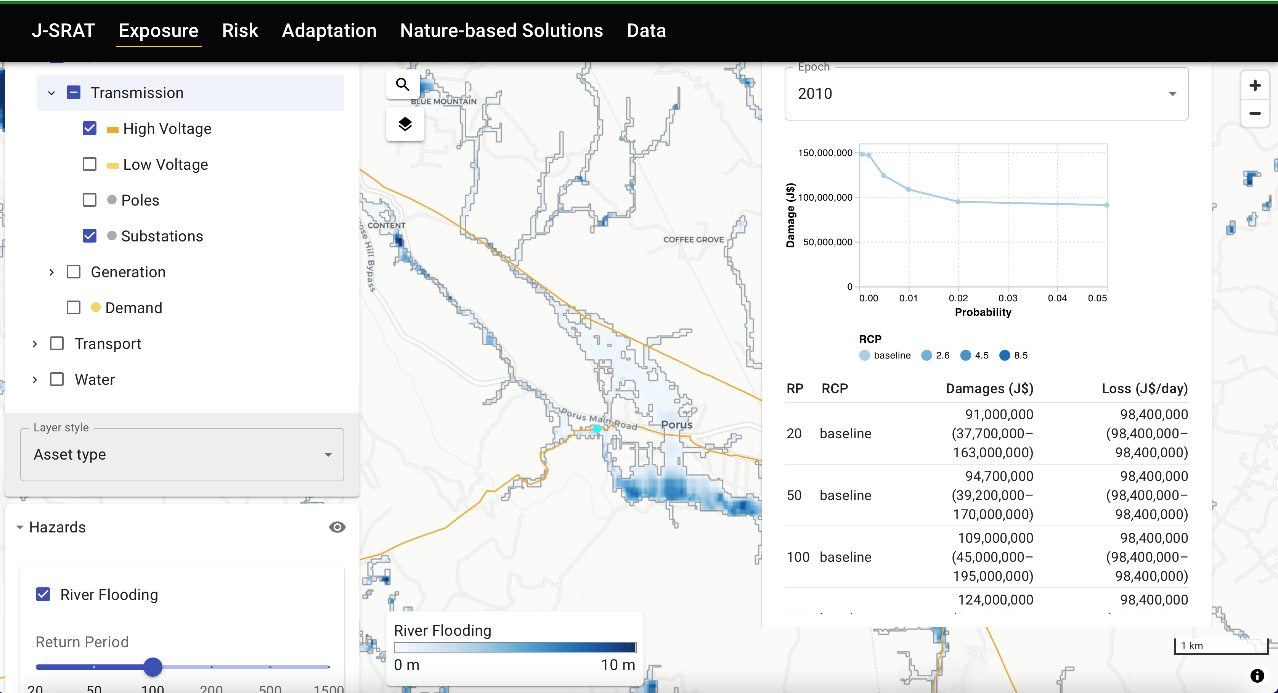 J-SRAT Exposure Risk Adaptation Nature-based Solutions Data
Transmission
High Voltage
Low Voltage
Poles
Substations
Generation
Demand
Transport
Water
Layer style
Asset type
Hazards
River Flooding
Return Period
20 50 100 200 500 1500
BLUE MOUNTAIN
CONTENT
ose Hill Bypass
COFFEE GROVE
Porus Main Road
Porus
River Flooding
0 m 10 m
Epoch
2010
Damage (J$)
150,000,000
100,000,000
50,000,000
0
0.00 0.01 0.02 0.03 0.04 0.05
Probability
RCP
baseline 2.6 4.5 8.5
RP RCP Damages (J$) Loss (J$/day)
91,000,000 98,400,000
20 baseline (37,700,000– (98,400,000–
163,000,000) 98,400,000)
94,700,000 98,400,000
50 baseline (39,200,000– (98,400,000–
170,000,000) 98,400,000)
109,000,000 98,400,000
100 baseline (45,000,000– (98,400,000–
195,000,000) 98,400,000)
124,000,000 98,400,000
1 km